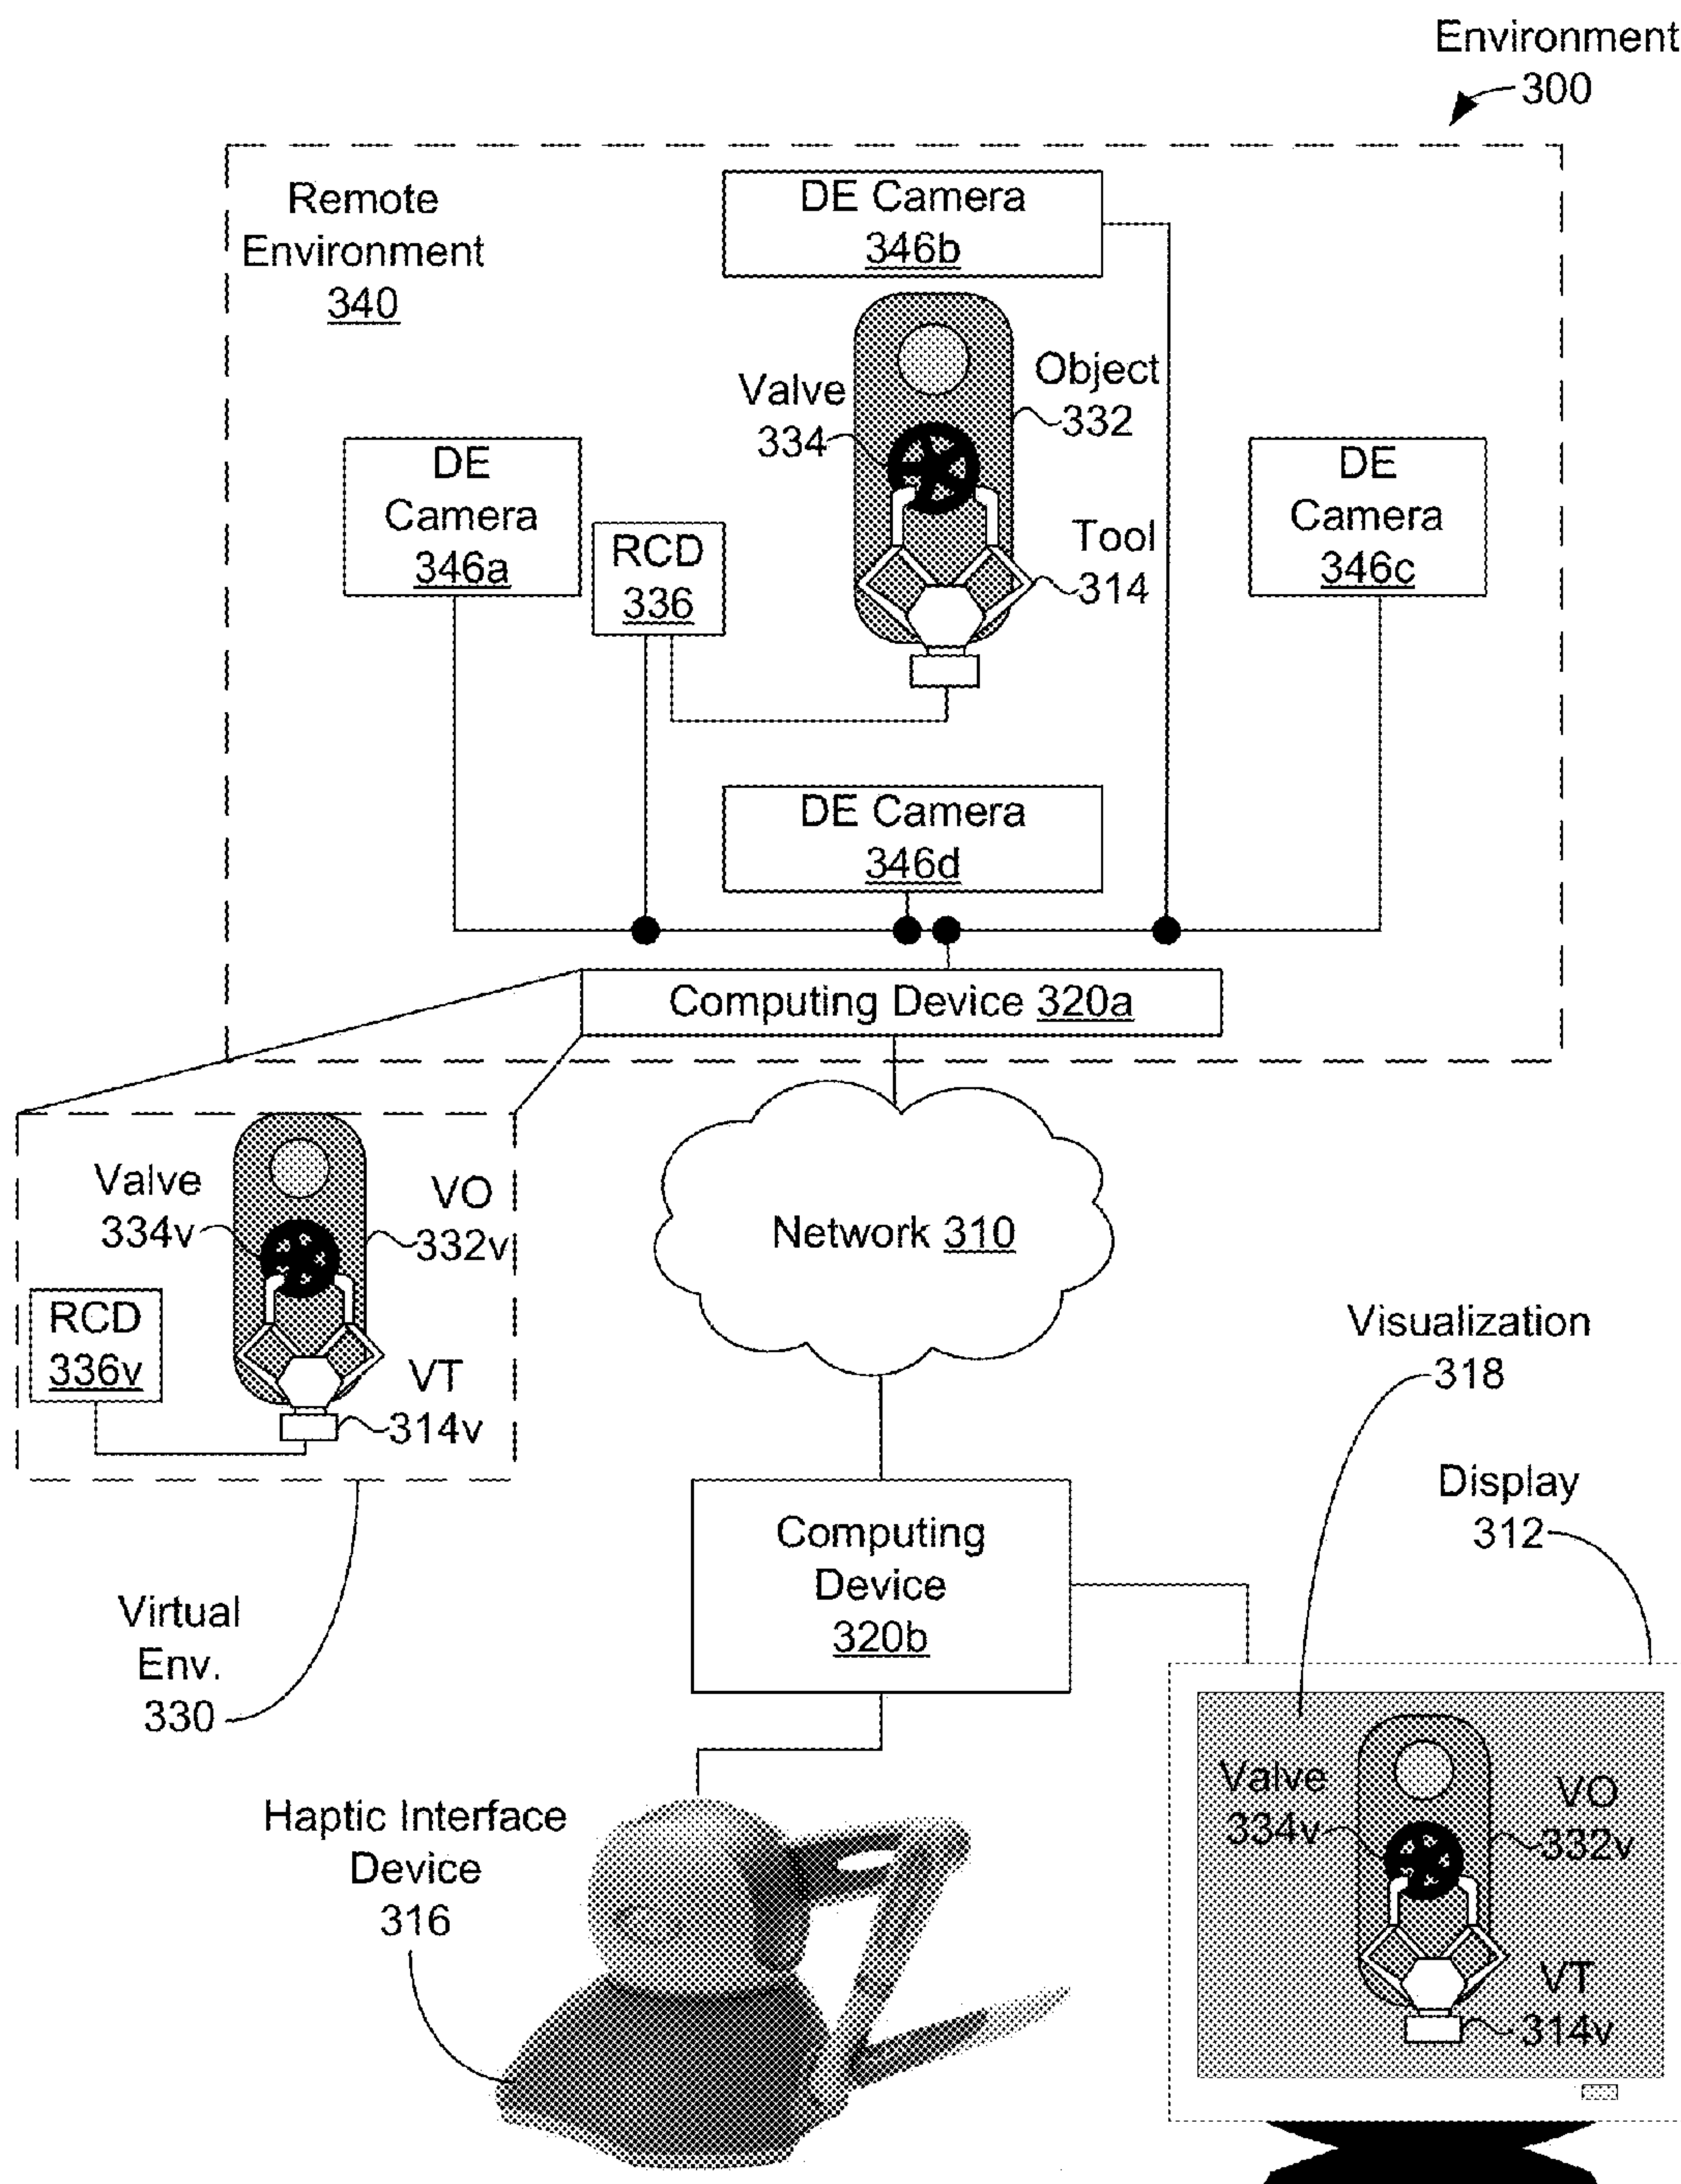 Environment
300
Remote
Environment
340
DE Camera
346b
Valve
334
Object
332
DE
Camera
346a
RCD
336
Tool
314
DE
Camera
346c
DE Camera
346d
Computing Device 320a
Valve
334v
VO
332v
RCD
336v
VT
314v
Network 310
Visualization
318
Display
312
Virtual
Env.
330
Computing
Device
320b
Haptic Interface
Device
316
Valve
334v
VO
332v
VT
314v